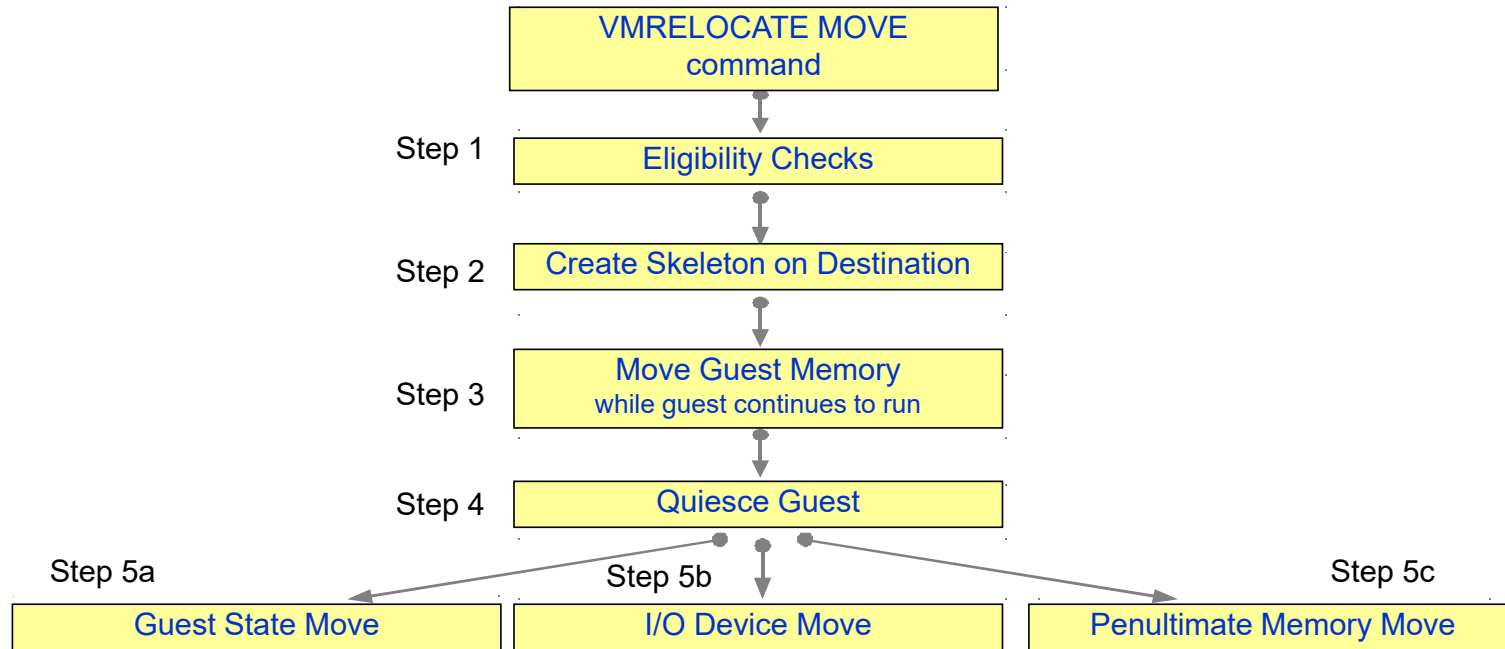 VMRELOCATE MOVE
command
Step 1
Eligibility Checks
Step 2
Create Skeleton on Destination
Step 3
Move Guest Memory
while guest continues to run
Step 4
Quiesce Guest
Step 5a
Step 5b
Step 5c
Guest State Move
I/O Device Move
Penultimate Memory Move